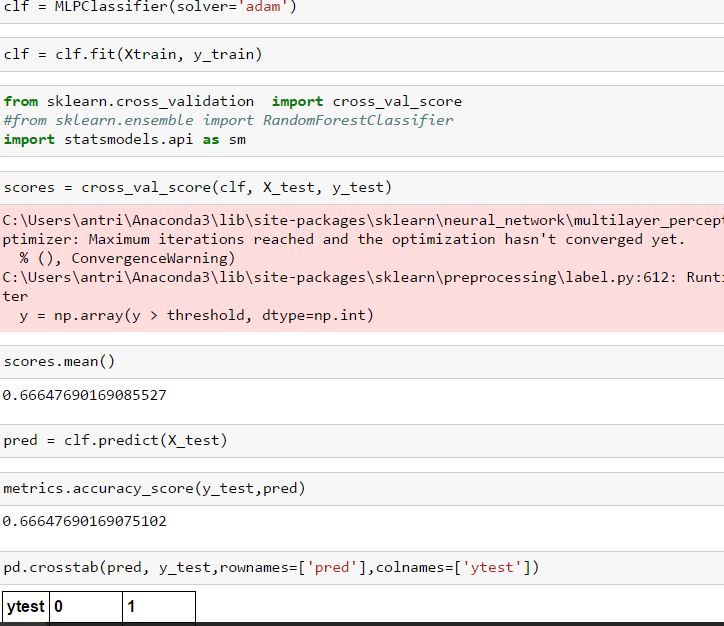 clf = MLPClassifier(solver='adam')
clf = clf.fit(Xtrain, y_train)
from sklearn.cross_validation  import cross_val_score
#from sklearn.ensemble import RandomForestClassifier
import statsmodels.api as sm
scores = cross_val_score(clf, X_test, y_test)
C:\Users\antri\Anaconda3\lib\site-packages\sklearn\neural_network\multilayer_percept
ptimizer: Maximum iterations reached and the optimization hasn't converged yet.
  % (), ConvergenceWarning)
C:\Users\antri\Anaconda3\lib\site-packages\sklearn\preprocessing\label.py:612: Runti
ter
  y = np.array(y > threshold, dtype=np.int)
scores.mean()
0.66647690169085527
pred = clf.predict(X_test)
metrics.accuracy_score(y_test,pred)
0.66647690169075102
pd.crosstab(pred, y_test,rownames=['pred'],colnames=['ytest'])
ytest 0 1